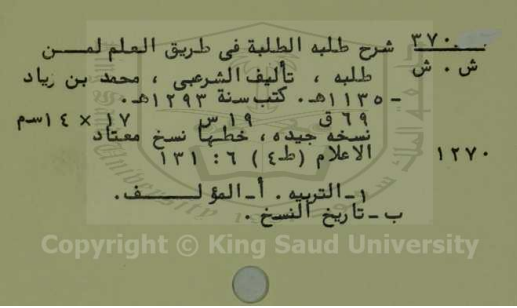 ٣٧٠ شرح طلبه الطلبة في طريق العلم لمن
ش . ش طلبه ، تأليف الشرعبى ، محمد بن زياد
- ١١٣٥هـ. كتب سنة ١٢٩٣هـ.
٦٩ ق ١٩ س ١٧ × ١٤سم
نسخه جيده، خطها نسخ معتاد
١٢٧٠ الاعلام (ط٤) ٦ : ١٣١
١- التربيه . أ- المؤلف.
ب- تاريخ النسخ .
Copyright © King Saud University